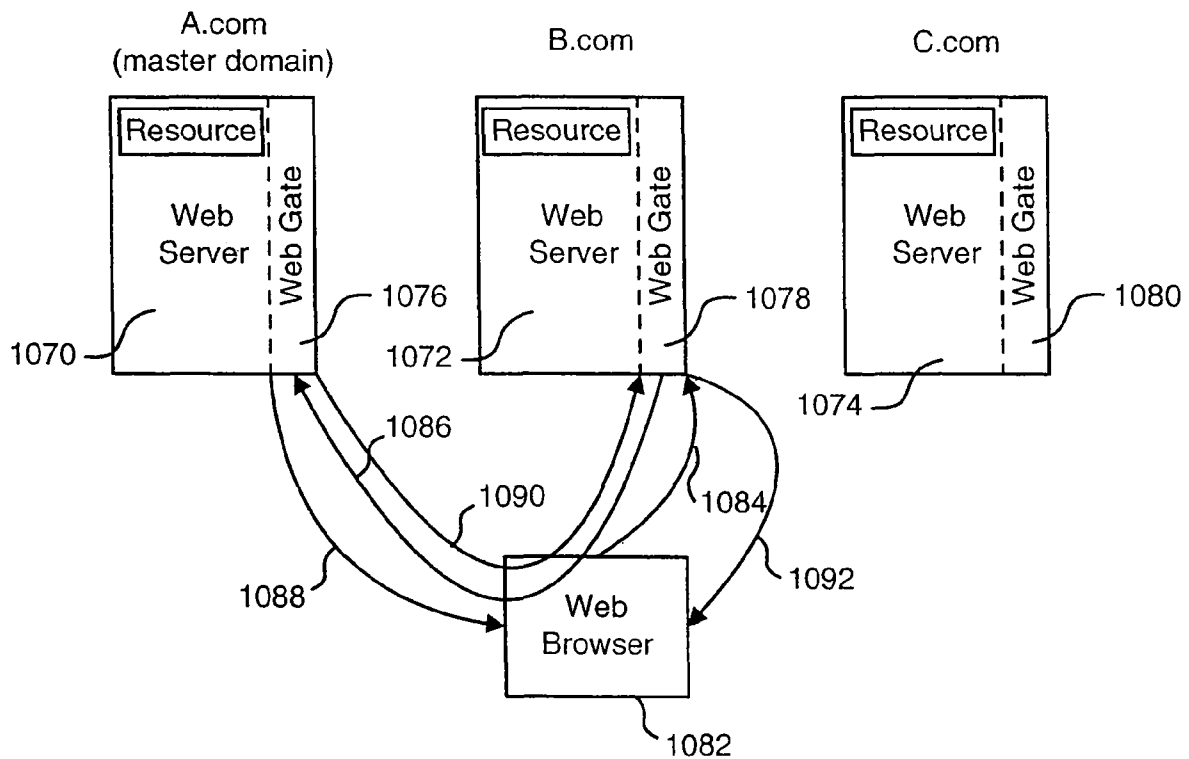 A.com
(master domain)
B.com
C.com
Resource
Web
Server
Web Gate
Resource
Web
Server
Web Gate
Resource
Web
Server
Web Gate
1070
1076
1072
1078
1074
1080
1086
1090
1084
1088
1092
Web
Browser
1082